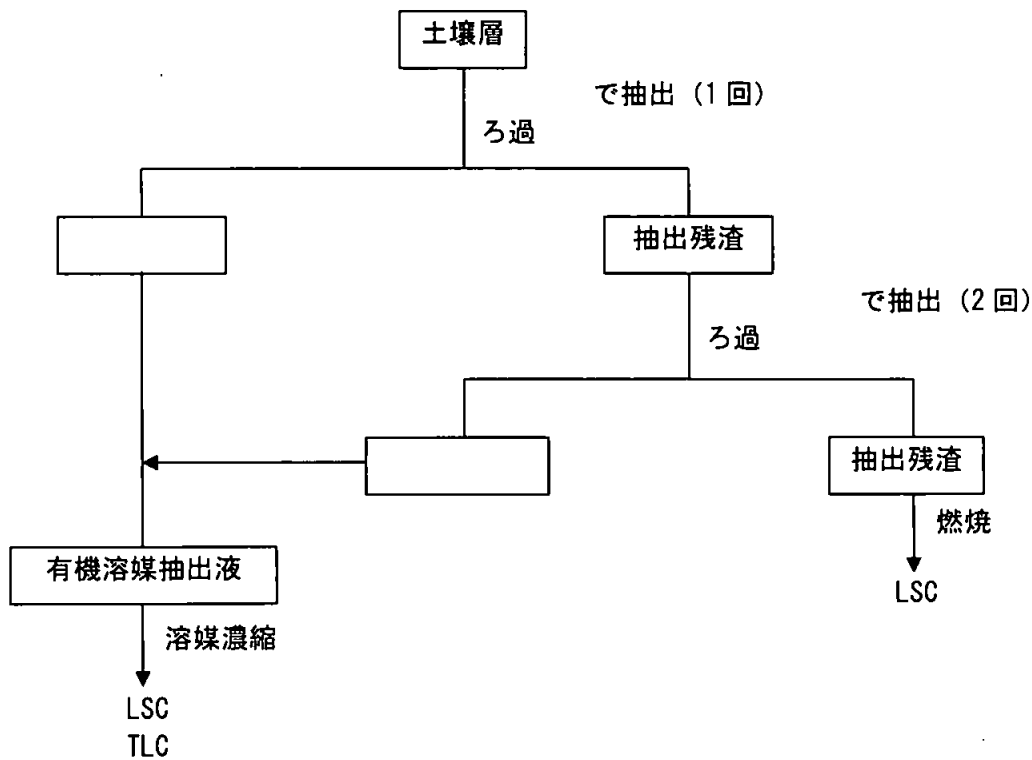 土壌層
で抽出 (1回)
ろ過
抽出残渣
で抽出 (2回)
ろ過
抽出残渣
燃焼
LSC
有機溶媒抽出液
溶媒濃縮
LSC
TLC